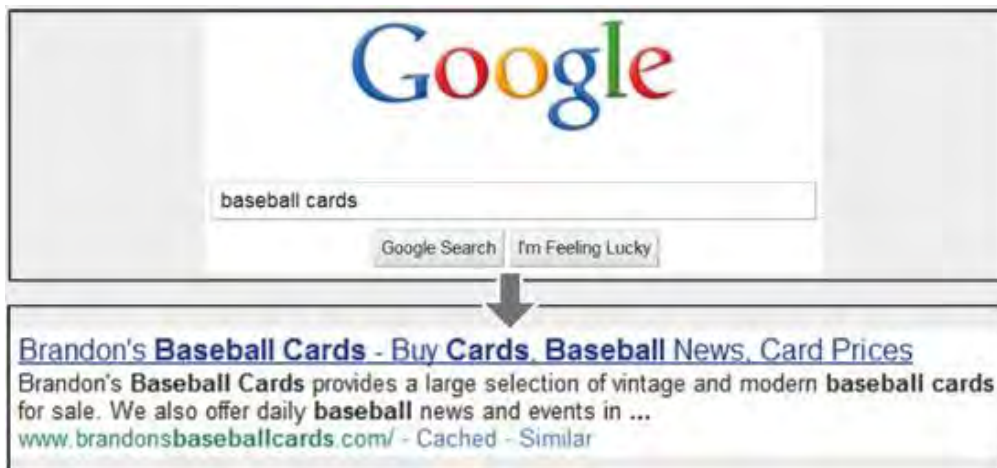 Google
baseball cards
Google Search I'm Feeling Lucky
Brandon's Baseball Cards - Buy Cards, Baseball News, Card Prices
Brandon's Baseball Cards provides a large selection of vintage and modern baseball cards
for sale. We also offer daily baseball news and events in ...
www.brandonsbaseballcards.com/ - Cached - Similar